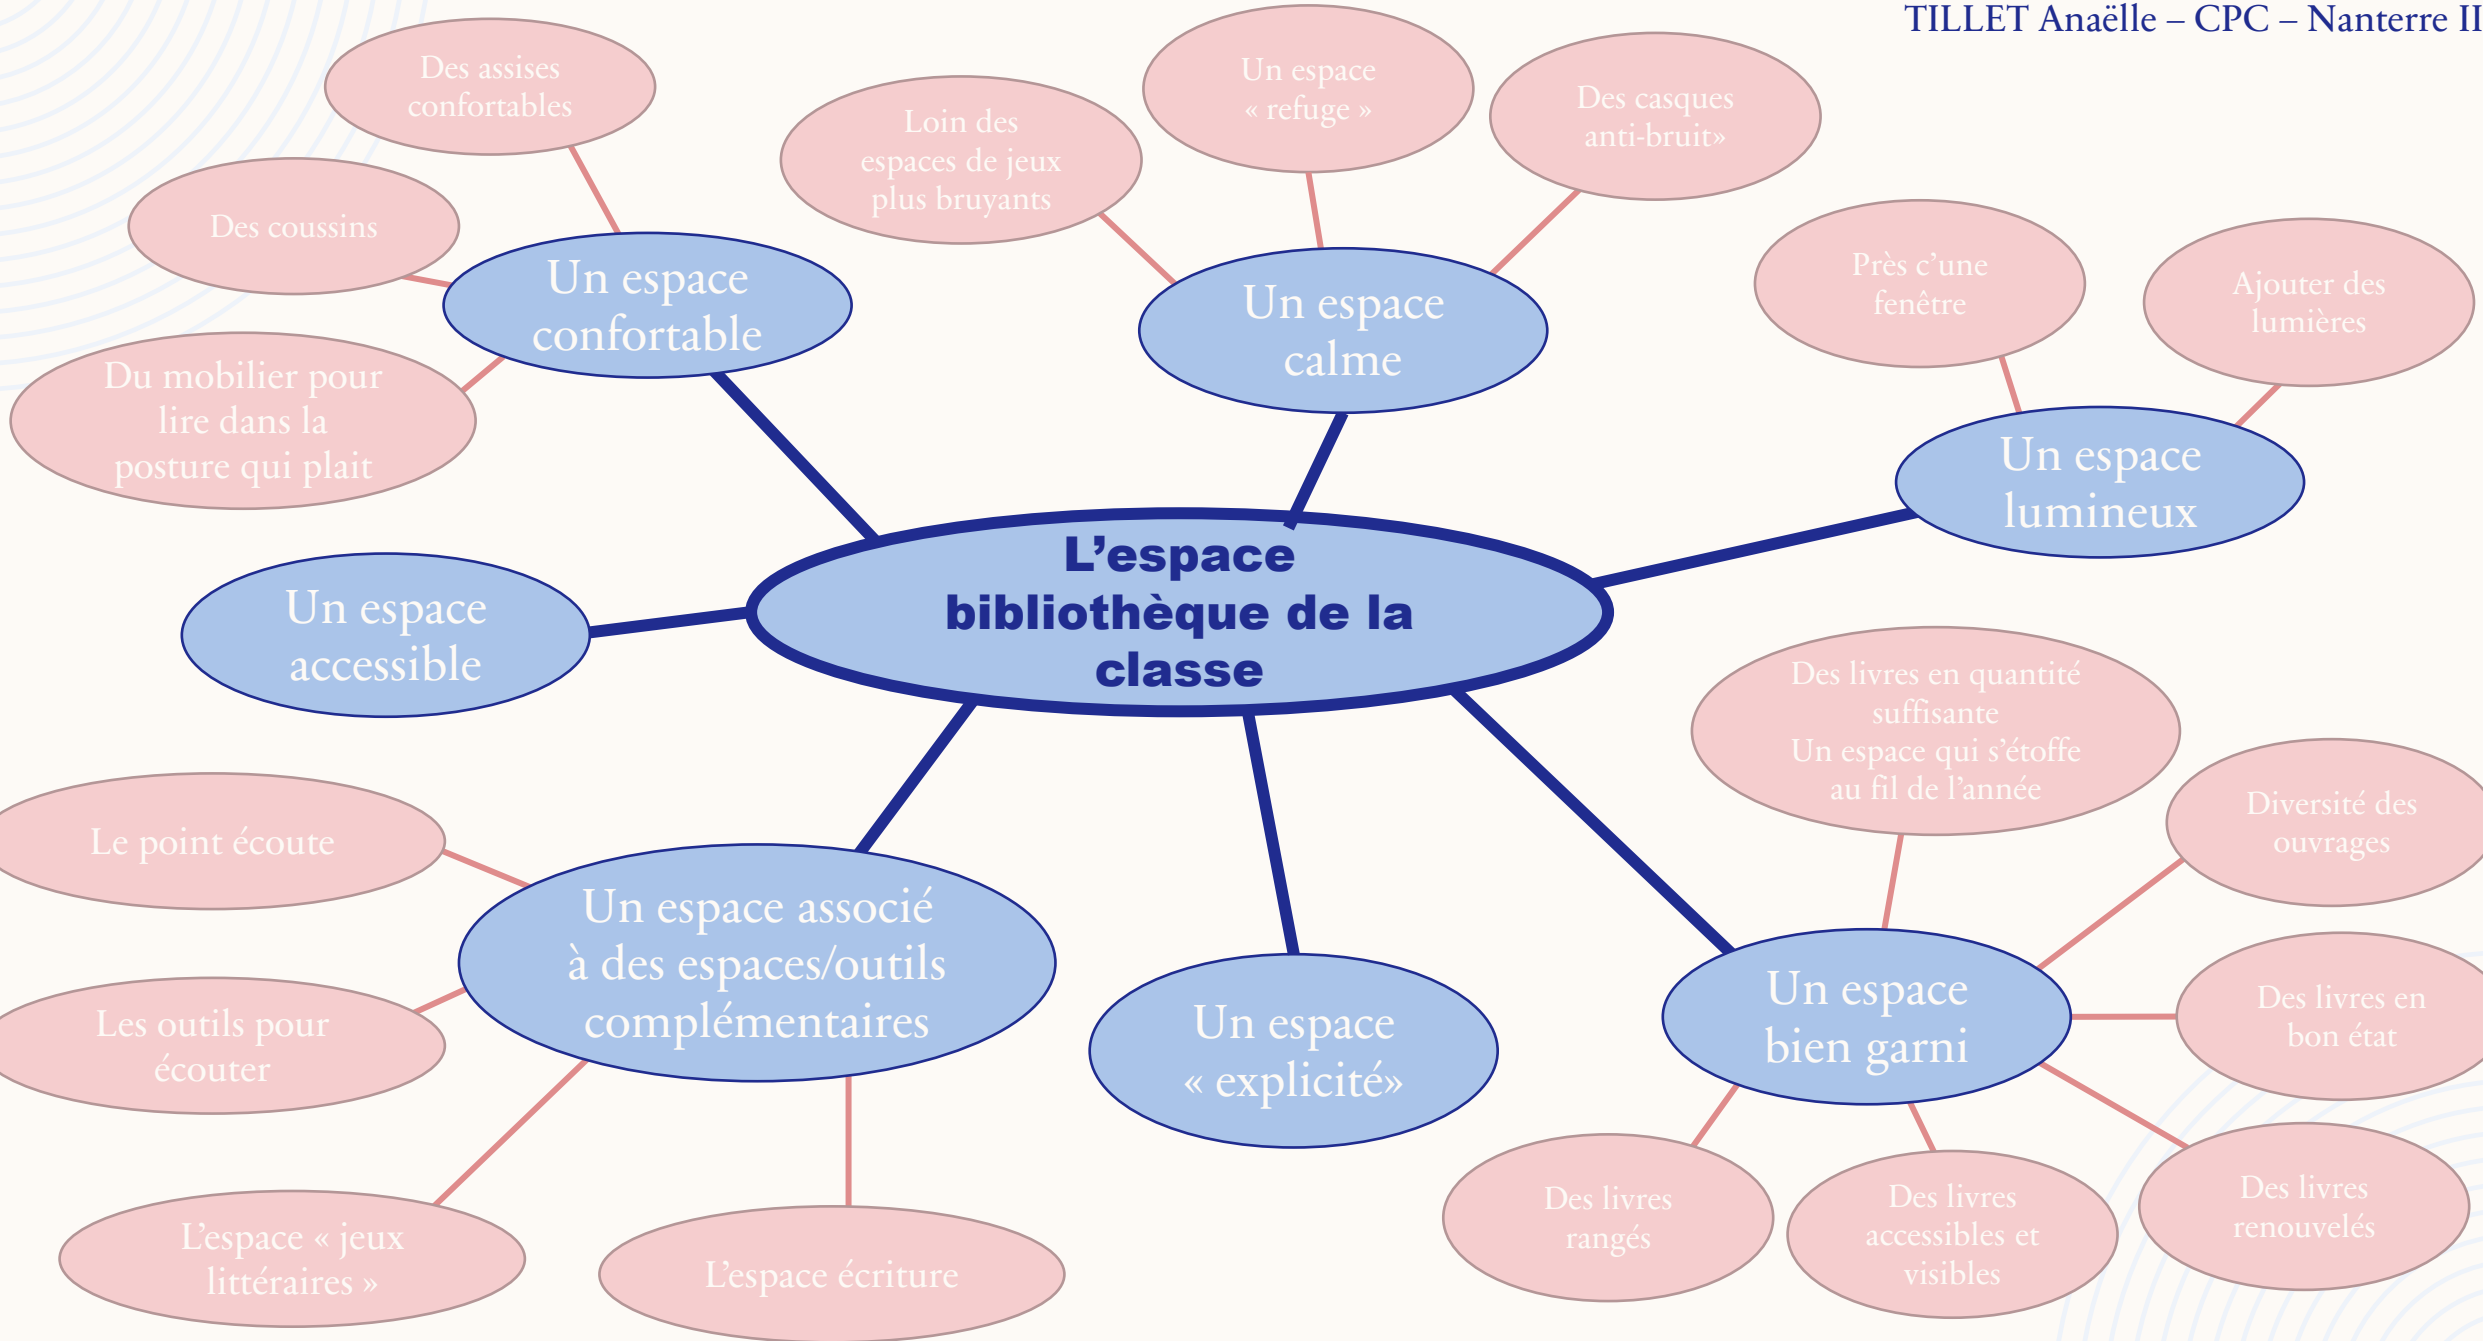 TILLET Anaëlle – CPC – Nanterre II
Des assises
confortables
Des coussins
Du mobilier pour
lire dans la
posture qui plait
Un espace
confortable
Loin des
espaces de jeux
plus bruyants
Un espace
« refuge »
Des casques
anti-bruit»
Un espace
calme
Près c’une
fenêtre
Ajouter des
lumières
Un espace
lumineux
L’espace
bibliothèque de la
classe
Un espace
accessible
Le point écoute
Les outils pour
écouter
L’espace « jeux
littéraires »
L’espace écriture
Un espace associé
à des espaces/outils
complémentaires
Un espace
« explicité»
Des livres en quantité
suffisante
Un espace qui s’étoffe
au fil de l’année
Diversité des
ouvrages
Des livres en
bon état
Un espace
bien garni
Des livres
rangés
Des livres
accessibles et
visibles
Des livres
renouvelés